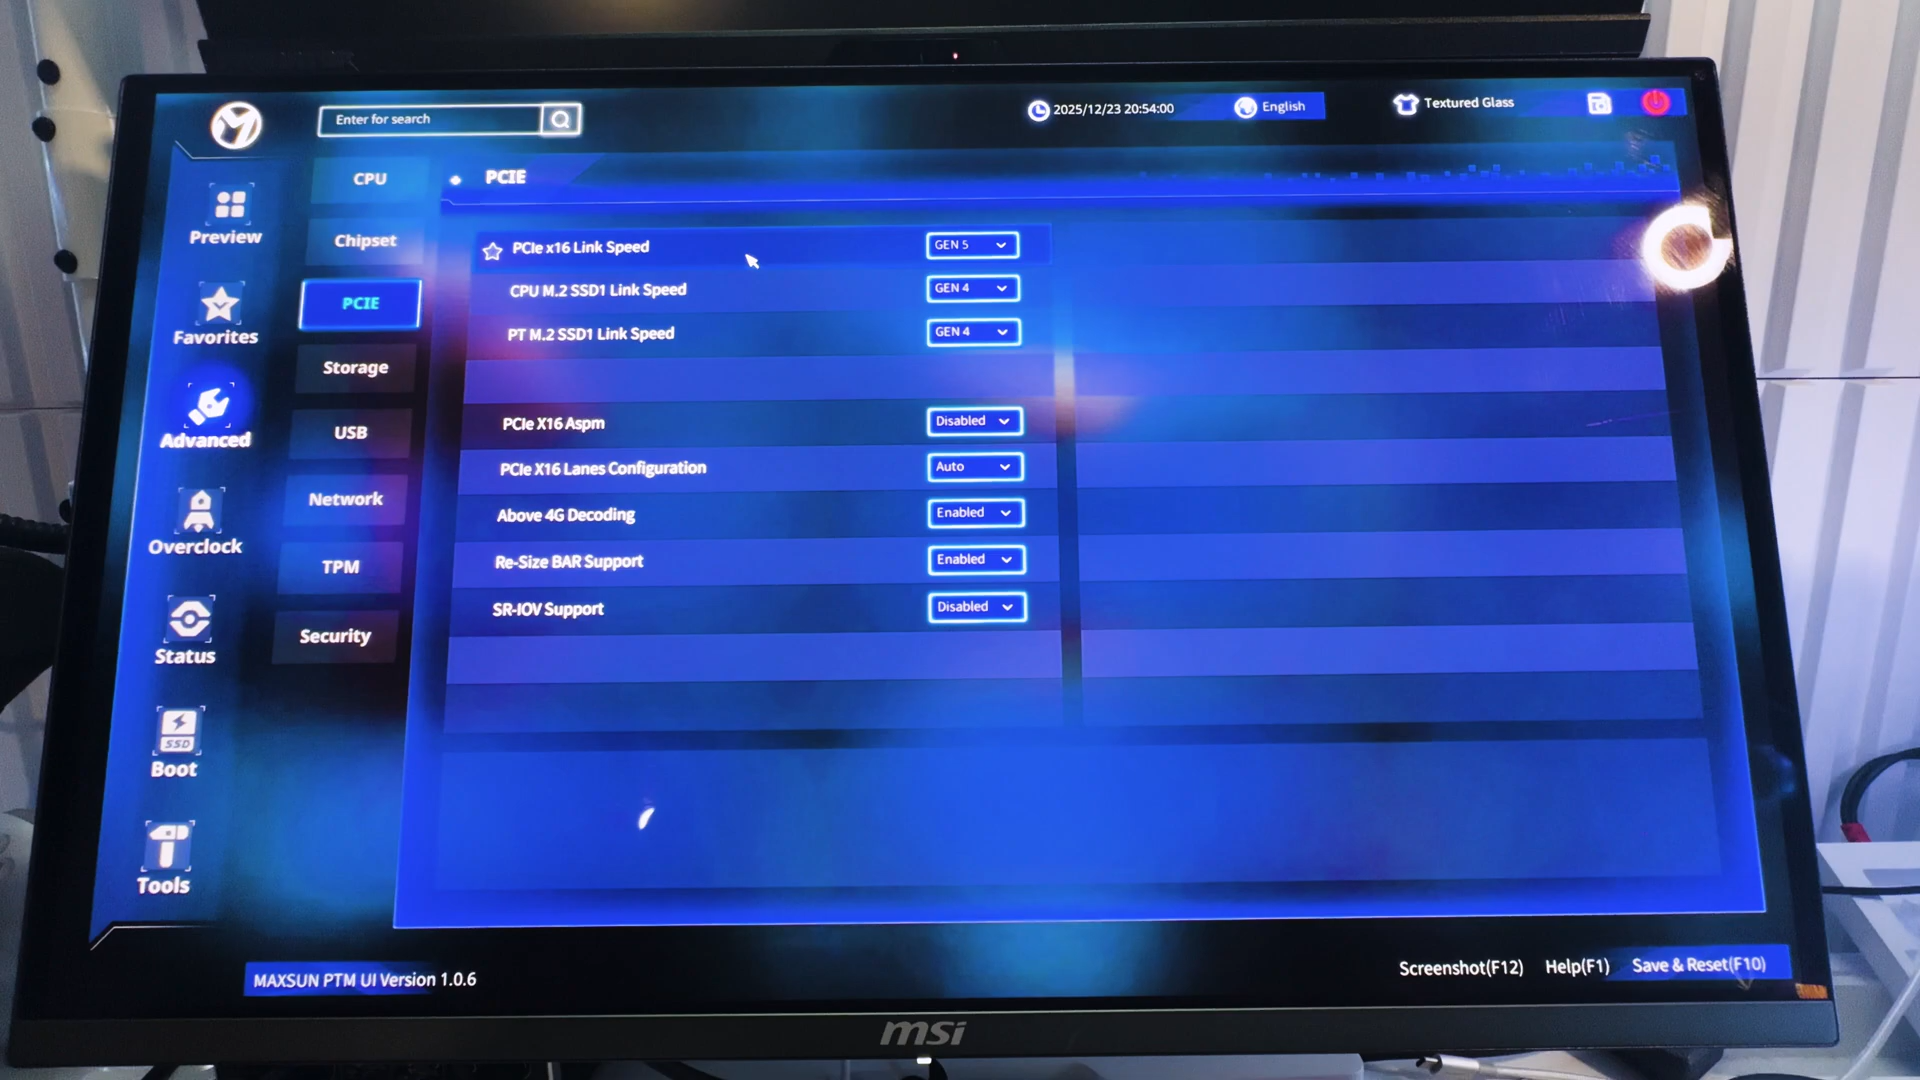 Enter for search
2025/12/23 20:54:00
English
Textured Glass
Preview
Favorites
Advanced
Overclock
Status
SSD
Boot
Tools
CPU
Chipset
PCIE
Storage
USB
Network
TPM
Security
PCIE
PCIe x16 Link Speed GEN 5
CPU M.2 SSD1 Link Speed GEN 4
PT M.2 SSD1 Link Speed GEN 4
PCIe X16 Aspm Disabled
PCIe X16 Lanes Configuration Auto
Above 4G Decoding Enabled
Re-Size BAR Support Enabled
SR-IOV Support Disabled
MAXSUN PTM UI Version 1.0.6
Screenshot(F12) Help(F1) Save & Reset(F10)
msi